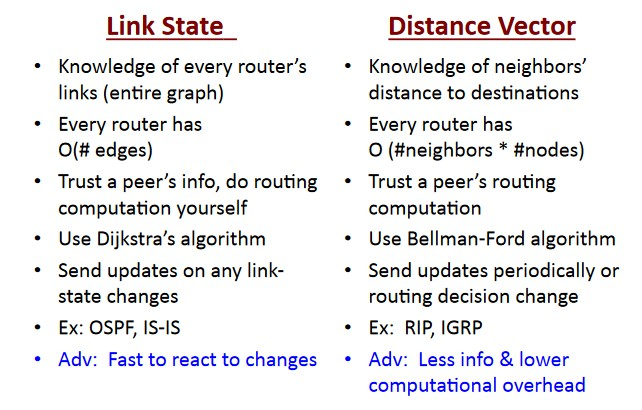 Link State
• Knowledge of every router's
links (entire graph)
• Every router has
O(# edges)
• Trust a peer's info, do routing
computation yourself
• Use Dijkstra's algorithm
• Send updates on any link-
state changes
• Ex: OSPF, IS-IS
• Adv: Fast to react to changes
Distance Vector
• Knowledge of neighbors'
distance to destinations
• Every router has
O (#neighbors * #nodes)
• Trust a peer's routing
computation
• Use Bellman-Ford algorithm
• Send updates periodically or
routing decision change
• Ex: RIP, IGRP
• Adv: Less info & lower
computational overhead